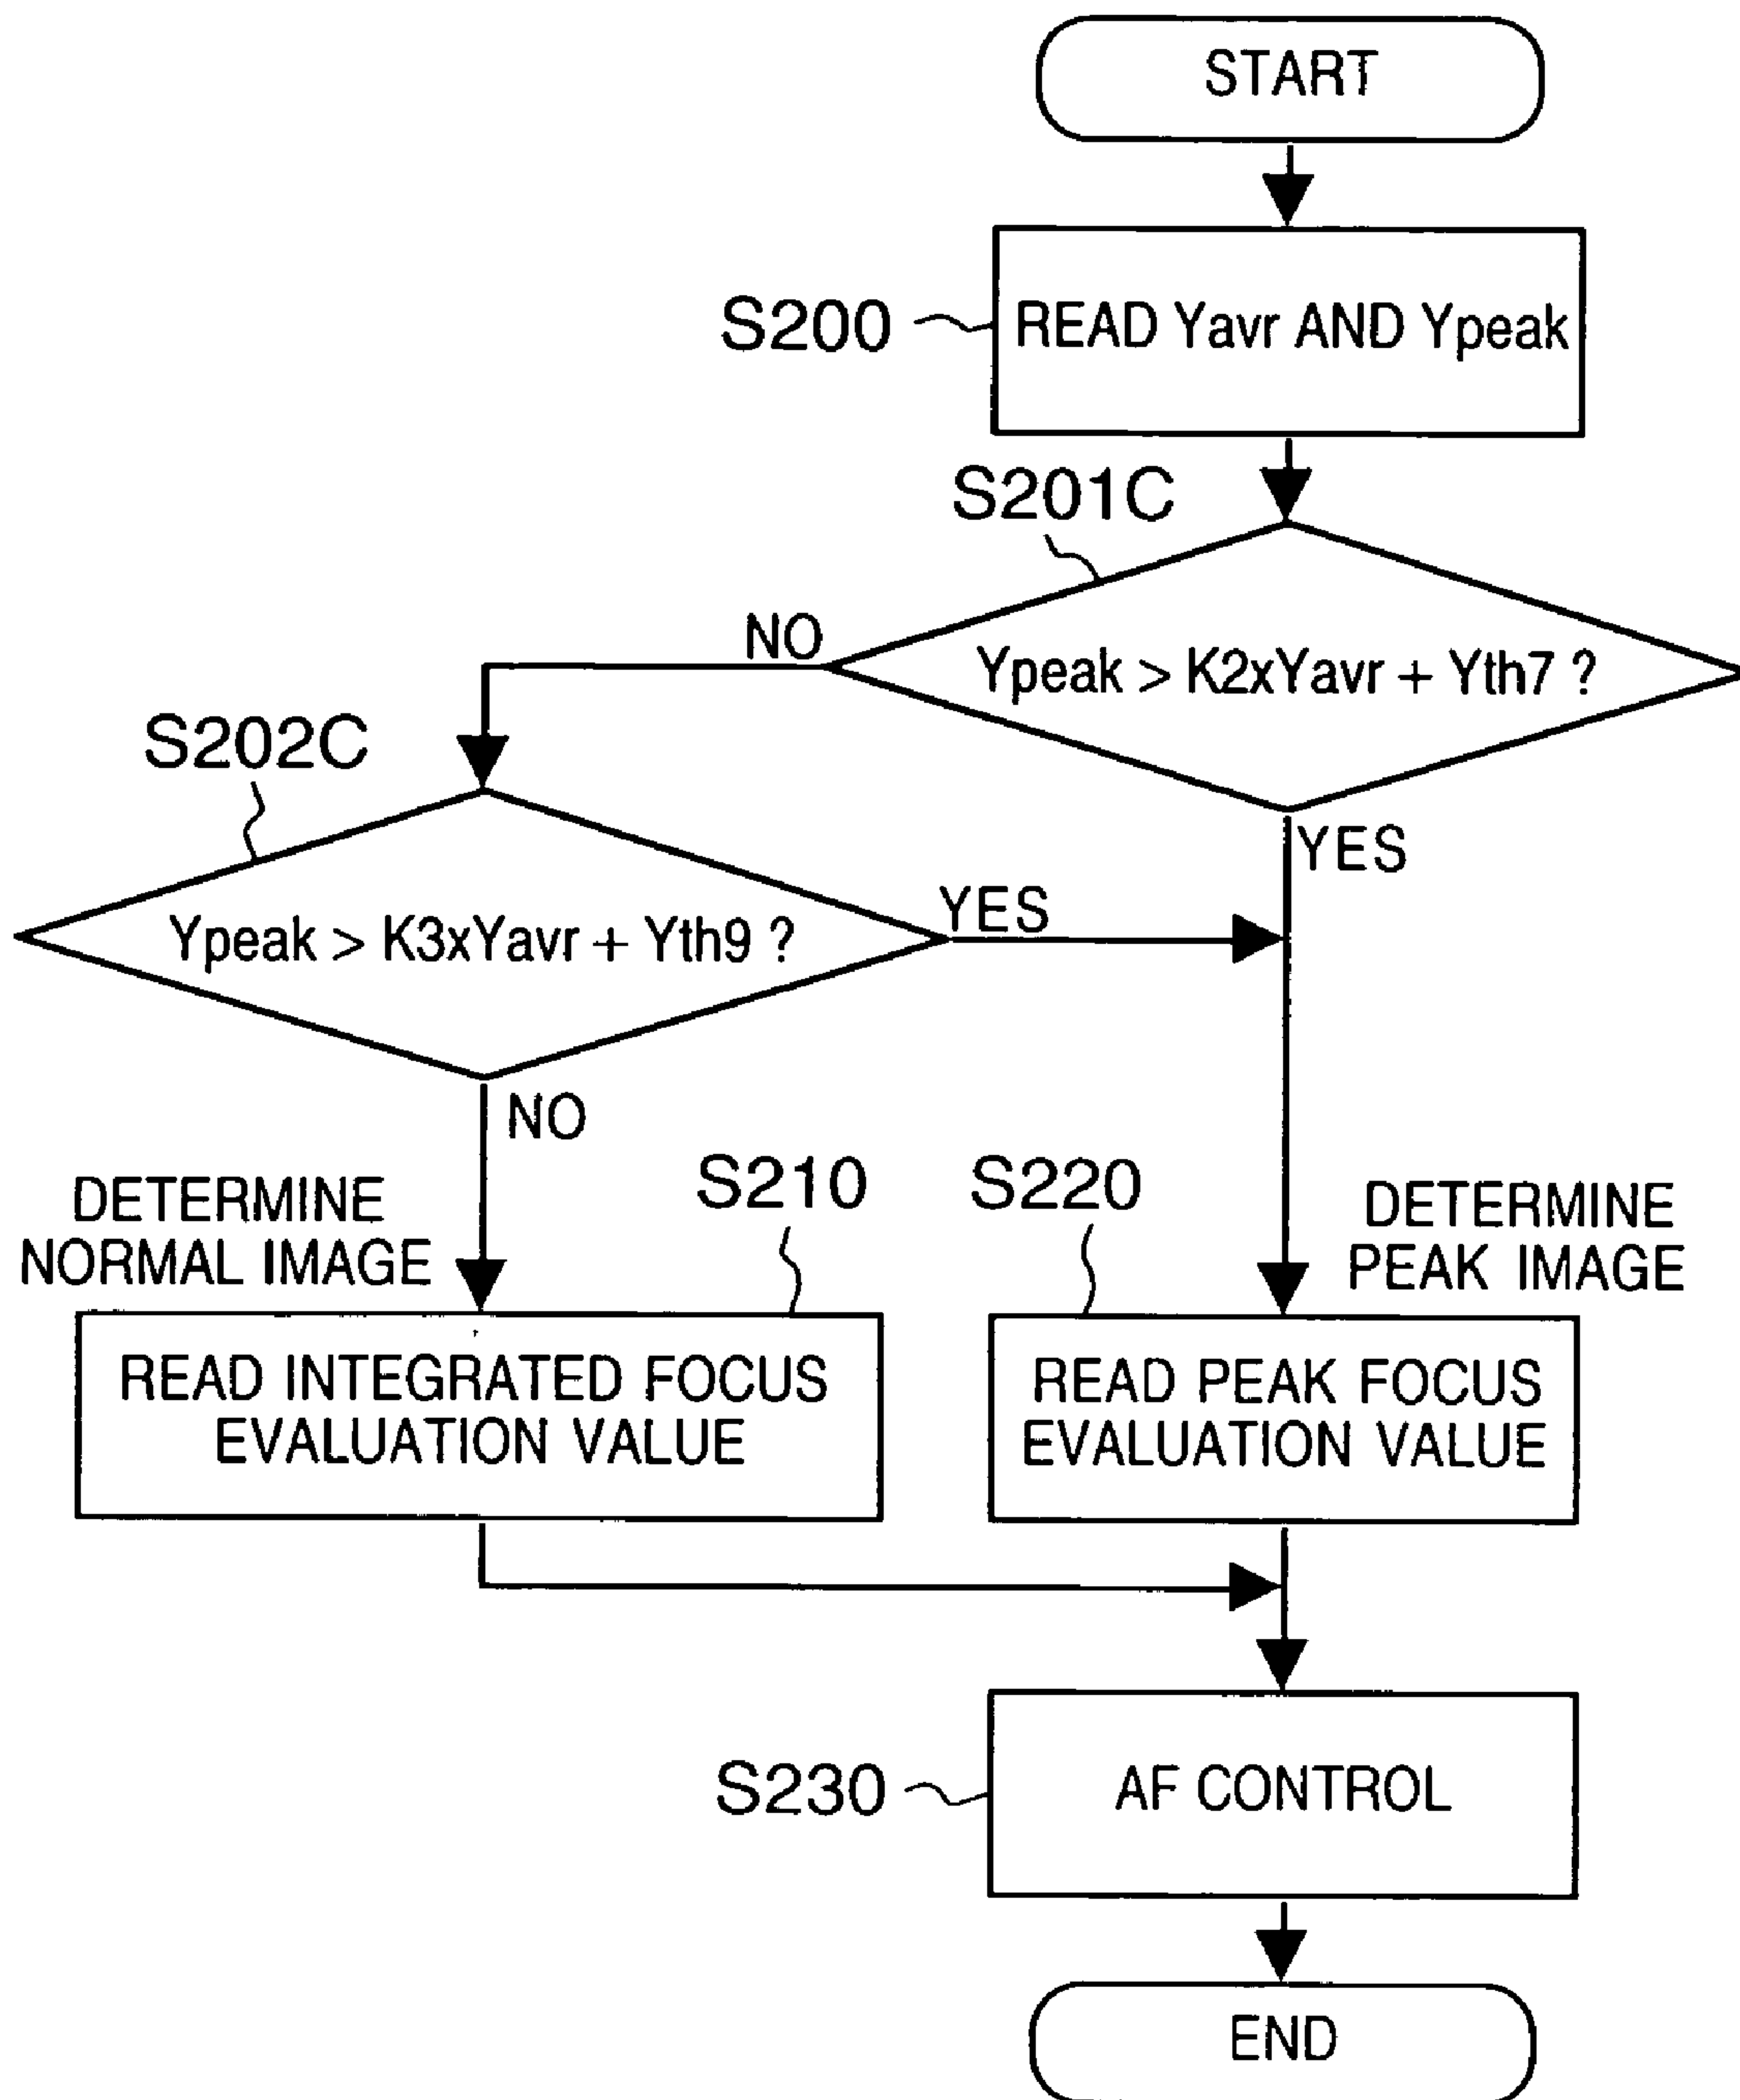 START
S200
READ Yavr AND Ypeak
S201C
NO
Ypeak > K2xYavr + Yth7 ?
S202C
YES
Ypeak > K3xYavr + Yth9 ?
YES
NO
DETERMINE
NORMAL IMAGE
S210
S220
DETERMINE
PEAK IMAGE
READ INTEGRATED FOCUS
EVALUATION VALUE
READ PEAK FOCUS
EVALUATION VALUE
S230
AF CONTROL
END